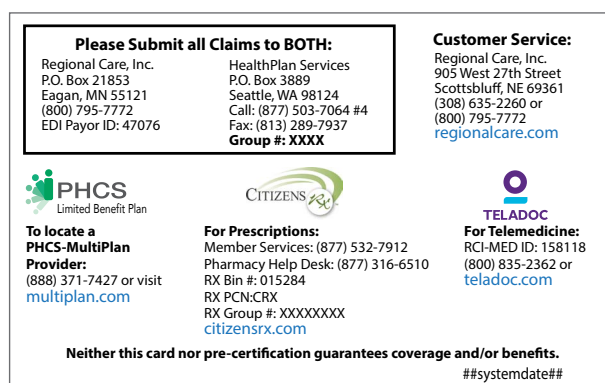 Please Submit all Claims to BOTH:
Regional Care, Inc.
P.O. Box 21853
Eagan, MN 55121
(800) 795-7772
EDI Payor ID: 47076
HealthPlan Services
P.O. Box 3889
Seattle, WA 98124
Call: (877) 503-7064 #4
Fax: (813) 289-7937
Group #: XXXX
Customer Service:
Regional Care, Inc.
905 West 27th Street
Scottsbluff, NE 69361
(308) 635-2260 or
(800) 795-7772
regionalcare.com
PHCS
Limited Benefit Plan
To locate a
PHCS-MultiPlan
Provider:
(888) 371-7427 or visit
multiplan.com
CITIZENS Rx
For Prescriptions:
Member Services: (877) 532-7912
Pharmacy Help Desk: (877) 316-6510
RX Bin #: 015284
RX PCN:CRX
RX Group #: XXXXXXXX
citizensrx.com
TELADOC
For Telemedicine:
RCI-MED ID: 158118
(800) 835-2362 or
teladoc.com
Neither this card nor pre-certification guarantees coverage and/or benefits.
##systemdate##